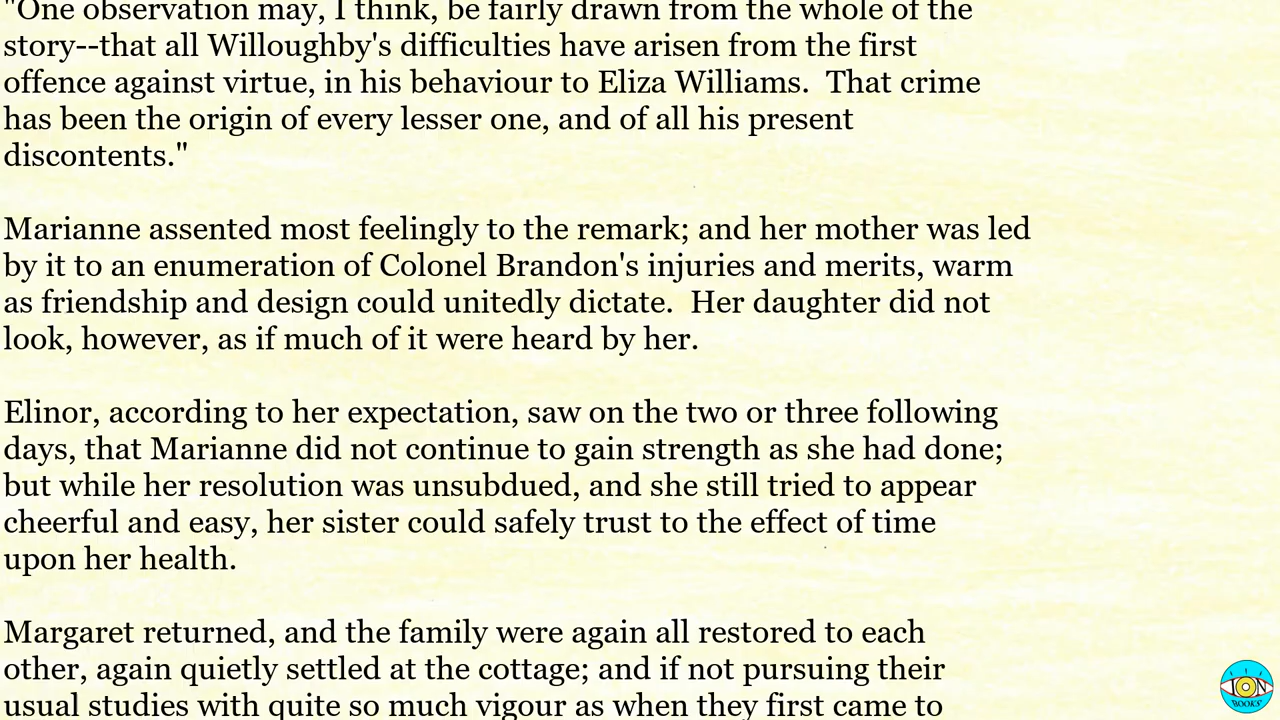 "One observation may, I think, be fairly drawn from the whole of the
story--that all Willoughby's difficulties have arisen from the first
offence against virtue, in his behaviour to Eliza Williams.  That crime
has been the origin of every lesser one, and of all his present
discontents."
Marianne assented most feelingly to the remark; and her mother was led
by it to an enumeration of Colonel Brandon's injuries and merits, warm
as friendship and design could unitedly dictate.  Her daughter did not
look, however, as if much of it were heard by her.
Elinor, according to her expectation, saw on the two or three following
days, that Marianne did not continue to gain strength as she had done;
but while her resolution was unsubdued, and she still tried to appear
cheerful and easy, her sister could safely trust to the effect of time
upon her health.
Margaret returned, and the family were again all restored to each
other, again quietly settled at the cottage; and if not pursuing their
usual studies with quite so much vigour as when they first came to
ION
BOOKS